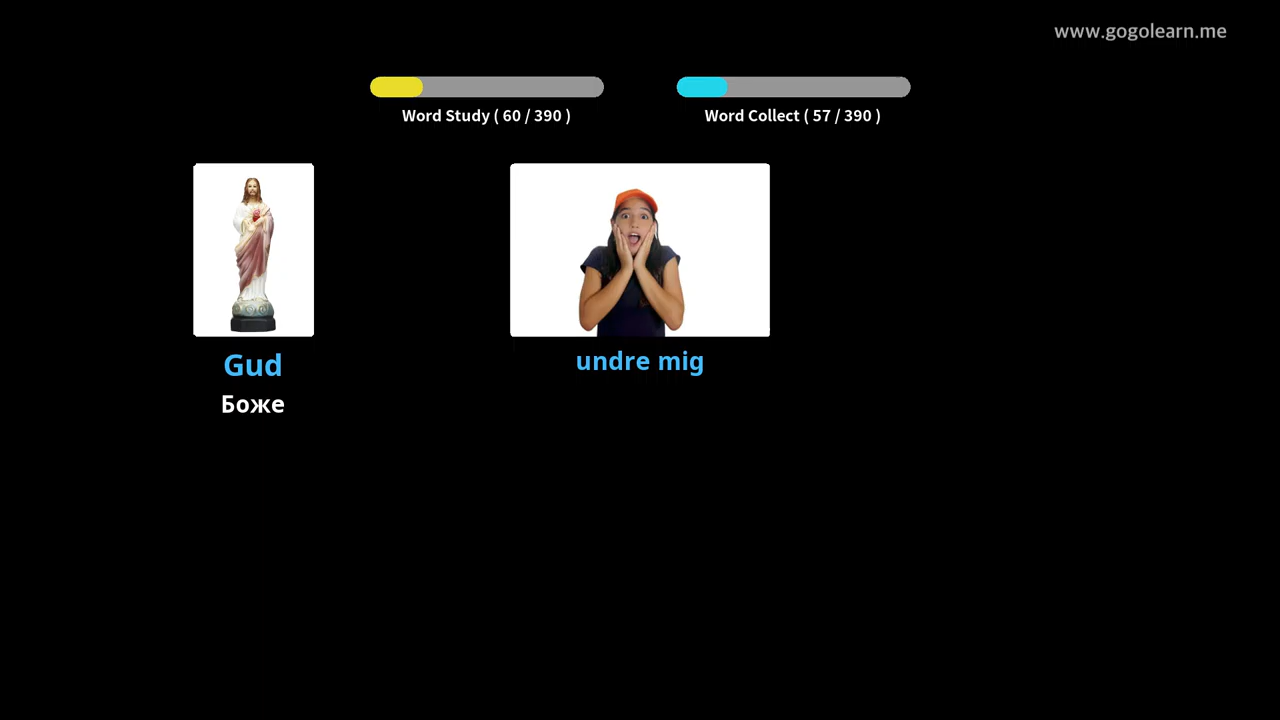 www.gogolearn.me
Word Study ( 60 / 390 )
Word Collect ( 57 / 390 )
Gud
Боже
undre mig